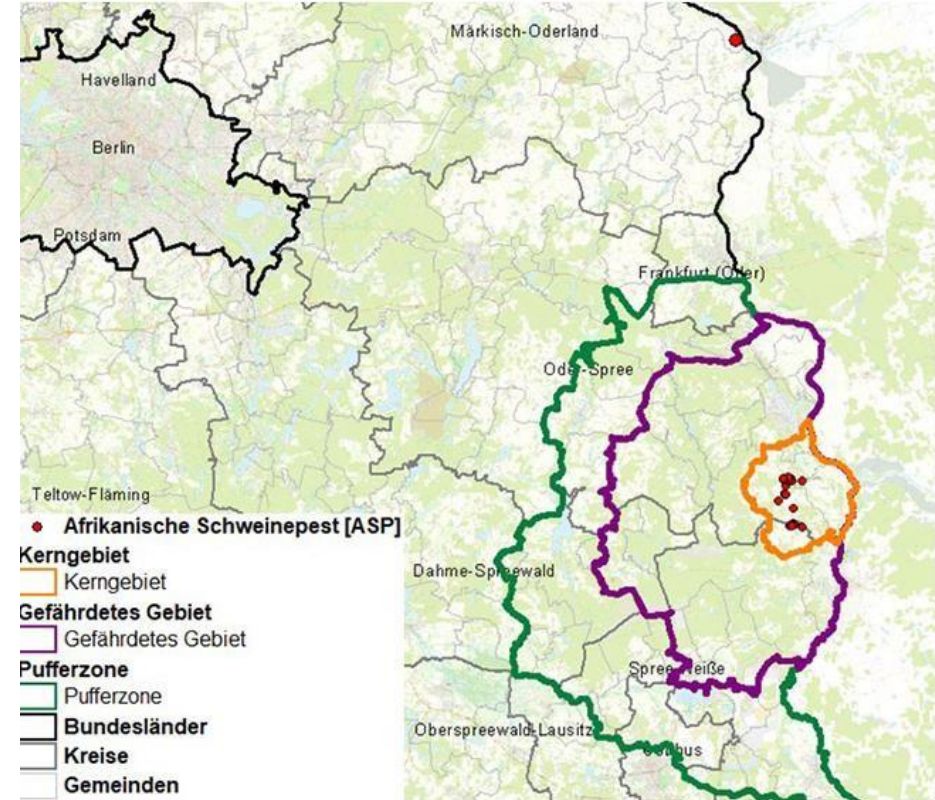 Märkisch-Oderland
Havelland
Berlin
Potsdam
Frankfurt (Oder)
Oder-Spree
Teltow-Fläming
Afrikanische Schweinepest [ASP]
Kerngebiet
Kerngebiet
Dahme-Spreewald
Gefährdetes Gebiet
Gefährdetes Gebiet
Pufferzone
Spree-Neiße
Pufferzone
Bundesländer
Oberspreewald-Lausitz
Cottbus
Kreise
Gemeinden